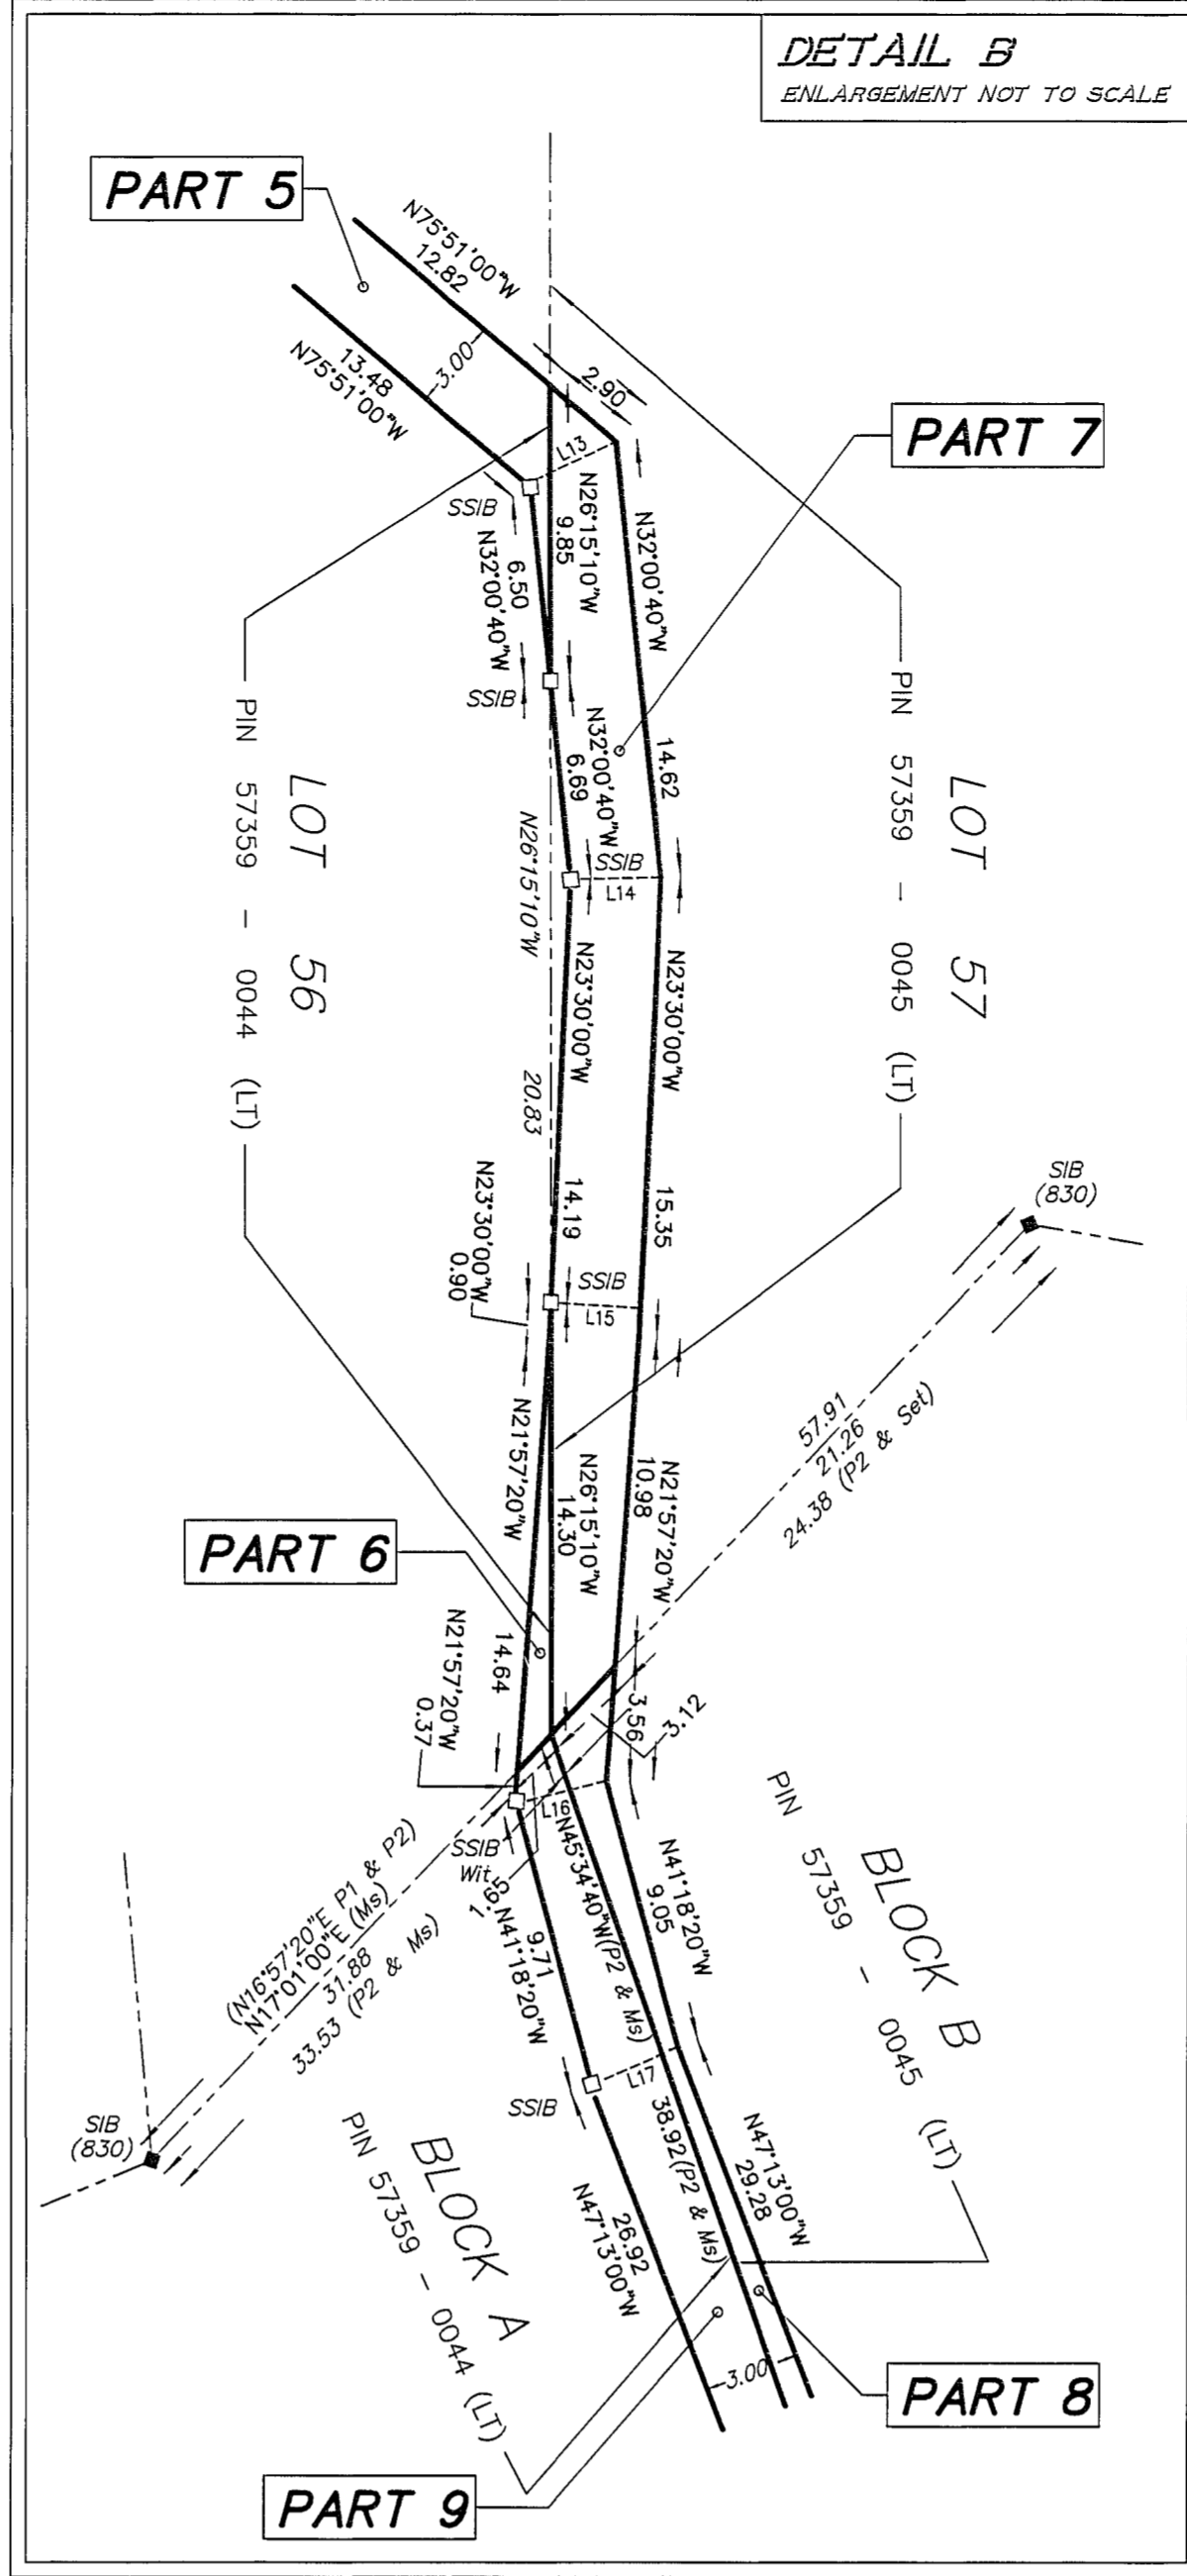 DETAIL B
ENLARGEMENT NOT TO SCALE
PART 5
N75°51'00"W
12.82
13.48
N75°51'00"W
3.00
2.90
PART 7
L13
SSIB
N26°15'10"W
9.85
N32°00'40"W
14.62
6.50
N32°00'40"W
SSIB
N32°00'40"W
6.69
SSIB
L14
PIN 57359 - 0044 (LT)
LOT 56
PIN 57359 - 0045 (LT)
LOT 57
N26°15'10"W
20.83
N23°30'00"W
14.19
N23°30'00"W
15.35
SIB
(830)
N23°30'00"W
0.90
SSIB
L15
57.91
21.26
24.38 (P2 & Set)
N21°57'20"W
14.64
N26°15'10"W
14.30
N21°57'20"W
10.98
PART 6
N21°57'20"W
0.37
3.56
3.12
L16
SSIB
Wit.
1.65
PIN 57359 - 0045 (LT)
BLOCK B
N45°34'40"W(P2 & Ms)
38.92(P2 & Ms)
N41°18'20"W
9.05
9.71
N41°18'20"W
(N16°57'20"E P1 & P2)
N17°01'00"E (Ms)
31.88
33.53 (P2 & Ms)
L17
SSIB
SIB
(830)
N47°13'00"W
29.28
26.92
N47°13'00"W
BLOCK A
PIN 57359 - 0044 (LT)
3.00
PART 8
PART 9